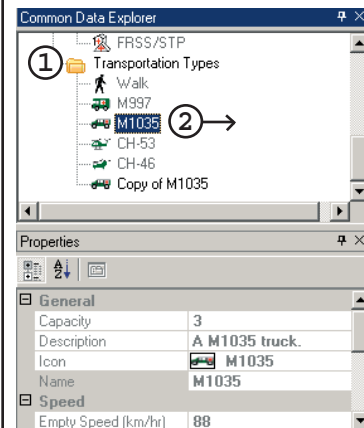 Common Data Explorer
FRSS/STP
1 Transportation Types
Walk
M997
M1035 2
CH-53
CH-46
Copy of M1035
Properties
General
Capacity 3
Description A M1035 truck.
Icon M1035
Name M1035
Speed
Empty Speed (km/hr) 88